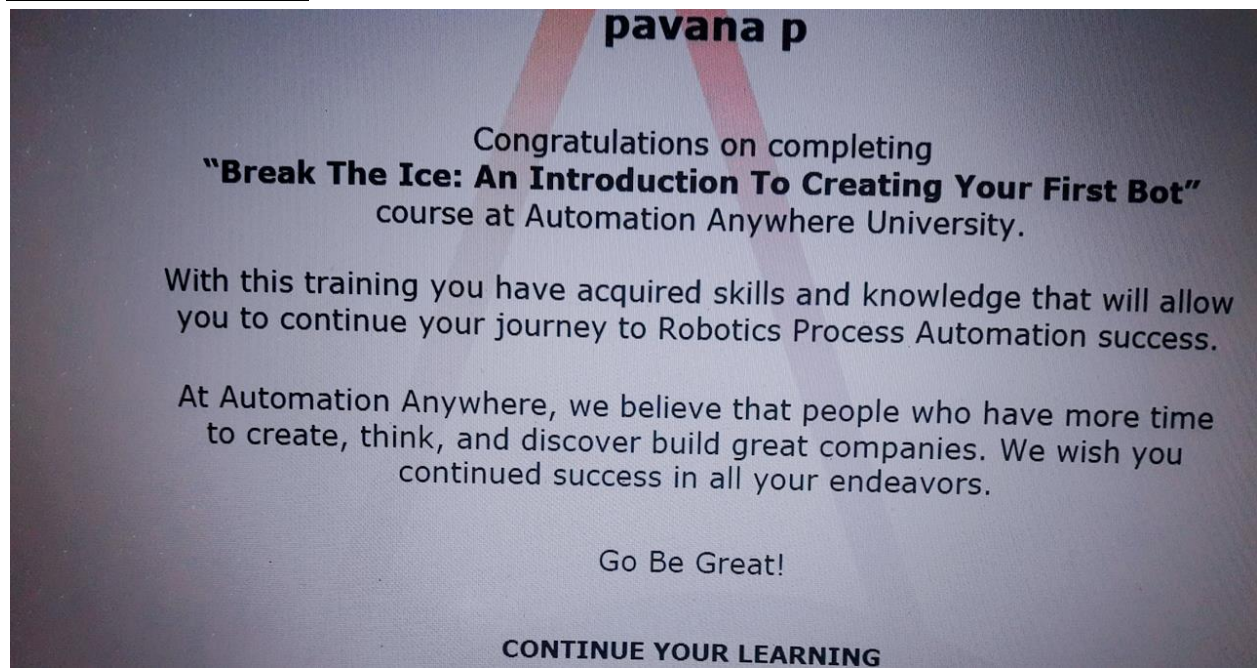 pavana p
Congratulations on completing
"Break The Ice: An Introduction To Creating Your First Bot"
course at Automation Anywhere University.
With this training you have acquired skills and knowledge that will allow
you to continue your journey to Robotics Process Automation success.
At Automation Anywhere, we believe that people who have more time
to create, think, and discover build great companies. We wish you
continued success in all your endeavors.
Go Be Great!
CONTINUE YOUR LEARNING